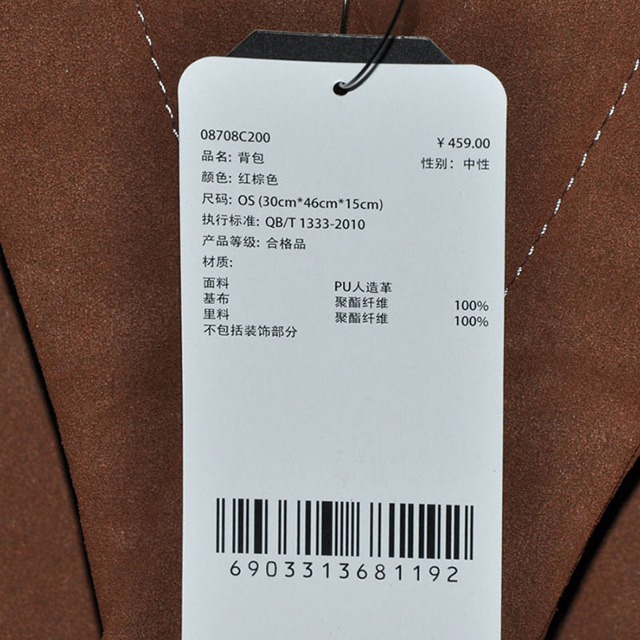 08708C200 ￥459.00
品名: 背包 性别: 中性
颜色: 红棕色
尺码: OS (30cm*46cm*15cm)
执行标准: QB/T 1333-2010
产品等级: 合格品
材质:
面料 PU人造革
基布 聚酯纤维 100%
里料 聚酯纤维 100%
不包括装饰部分
6903313681192